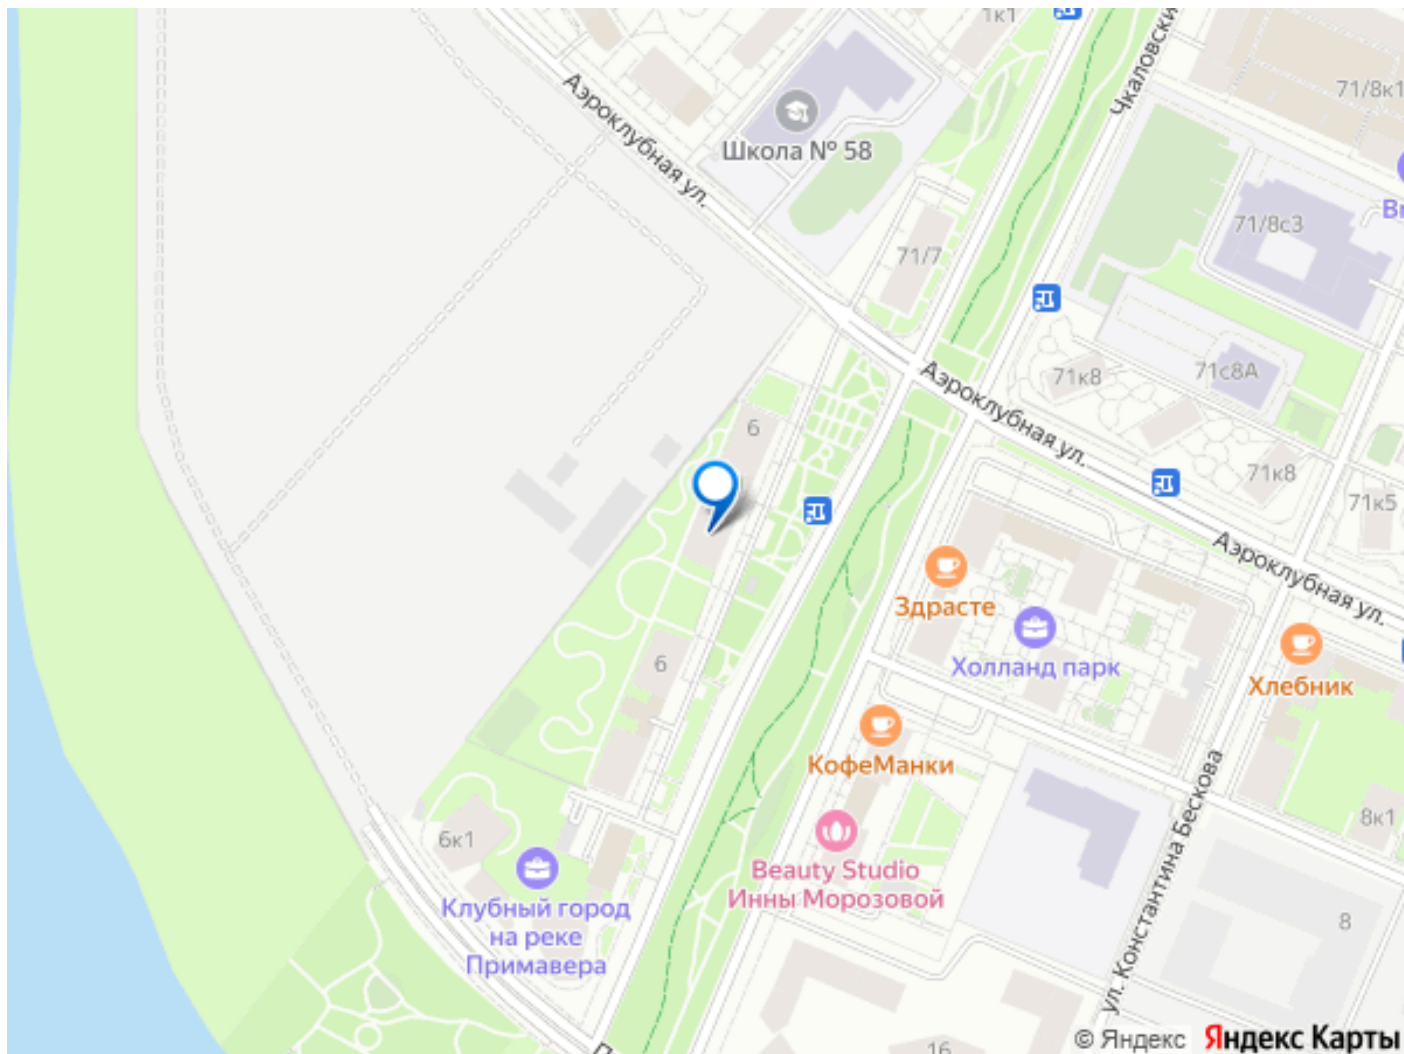 1к1
Чкаловски
71/8к1
Аэроклубная ул.
Школа № 58
71/7
71/8с3
Аэроклубная ул.
71к8
71с8А
71к8
71к5
6
Аэроклубная ул.
Здрасте
Холланд парк
Хлебник
6
КофеМанки
ул. Константина Бескова
6к1
8к1
Beauty Studio
Инны Морозовой
Клубный город
на реке
Примавера
8
16
© Яндекс Яндекс Карты